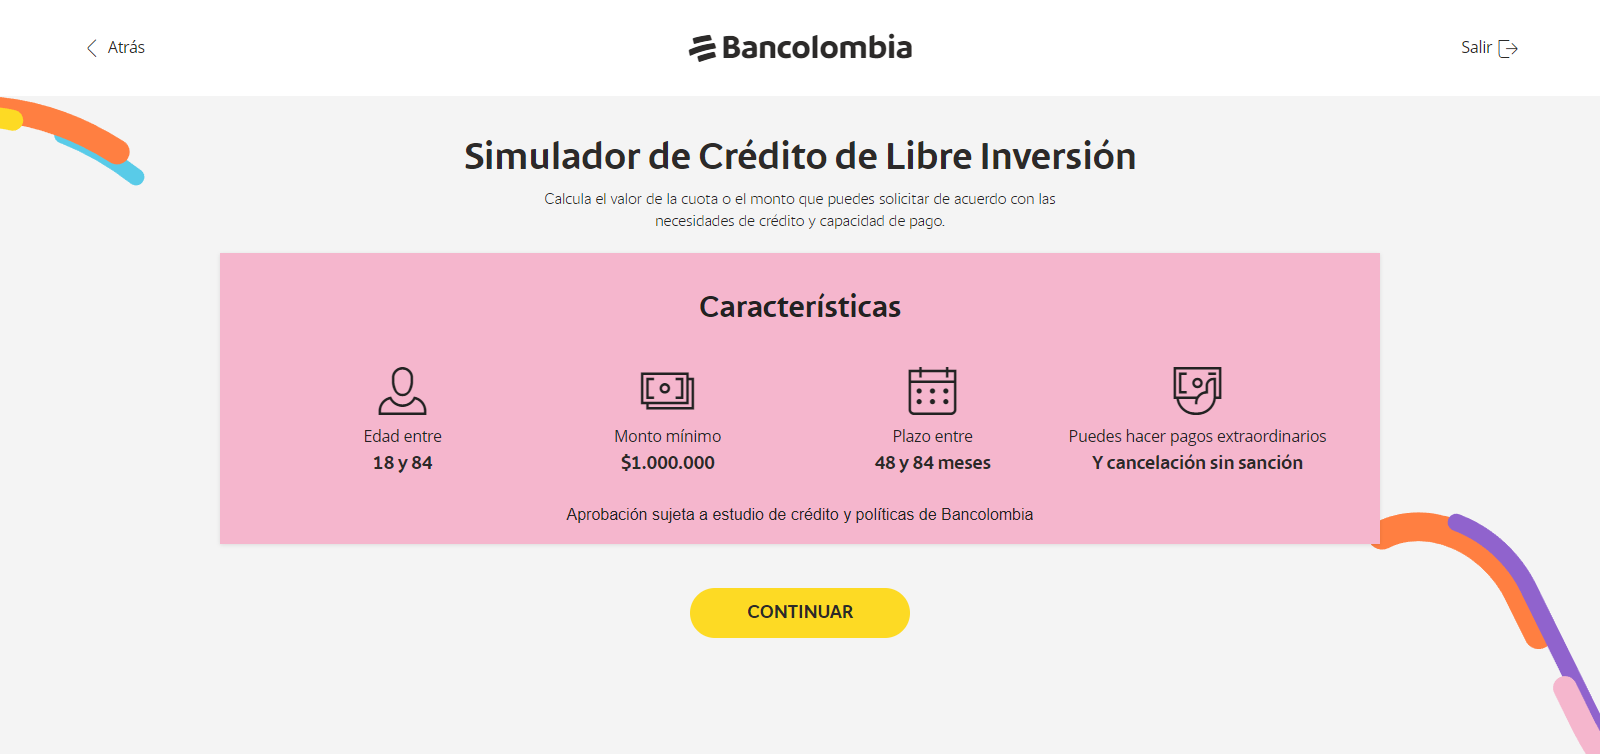 Atrás
Bancolombia
Salir
Simulador de Crédito de Libre Inversión
Calcula el valor de la cuota o el monto que puedes solicitar de acuerdo con las
necesidades de crédito y capacidad de pago.
Características
Edad entre
18 y 84
Monto mínimo
$1.000.000
Plazo entre
48 y 84 meses
Puedes hacer pagos extraordinarios
Y cancelación sin sanción
Aprobación sujeta a estudio de crédito y políticas de Bancolombia
CONTINUAR